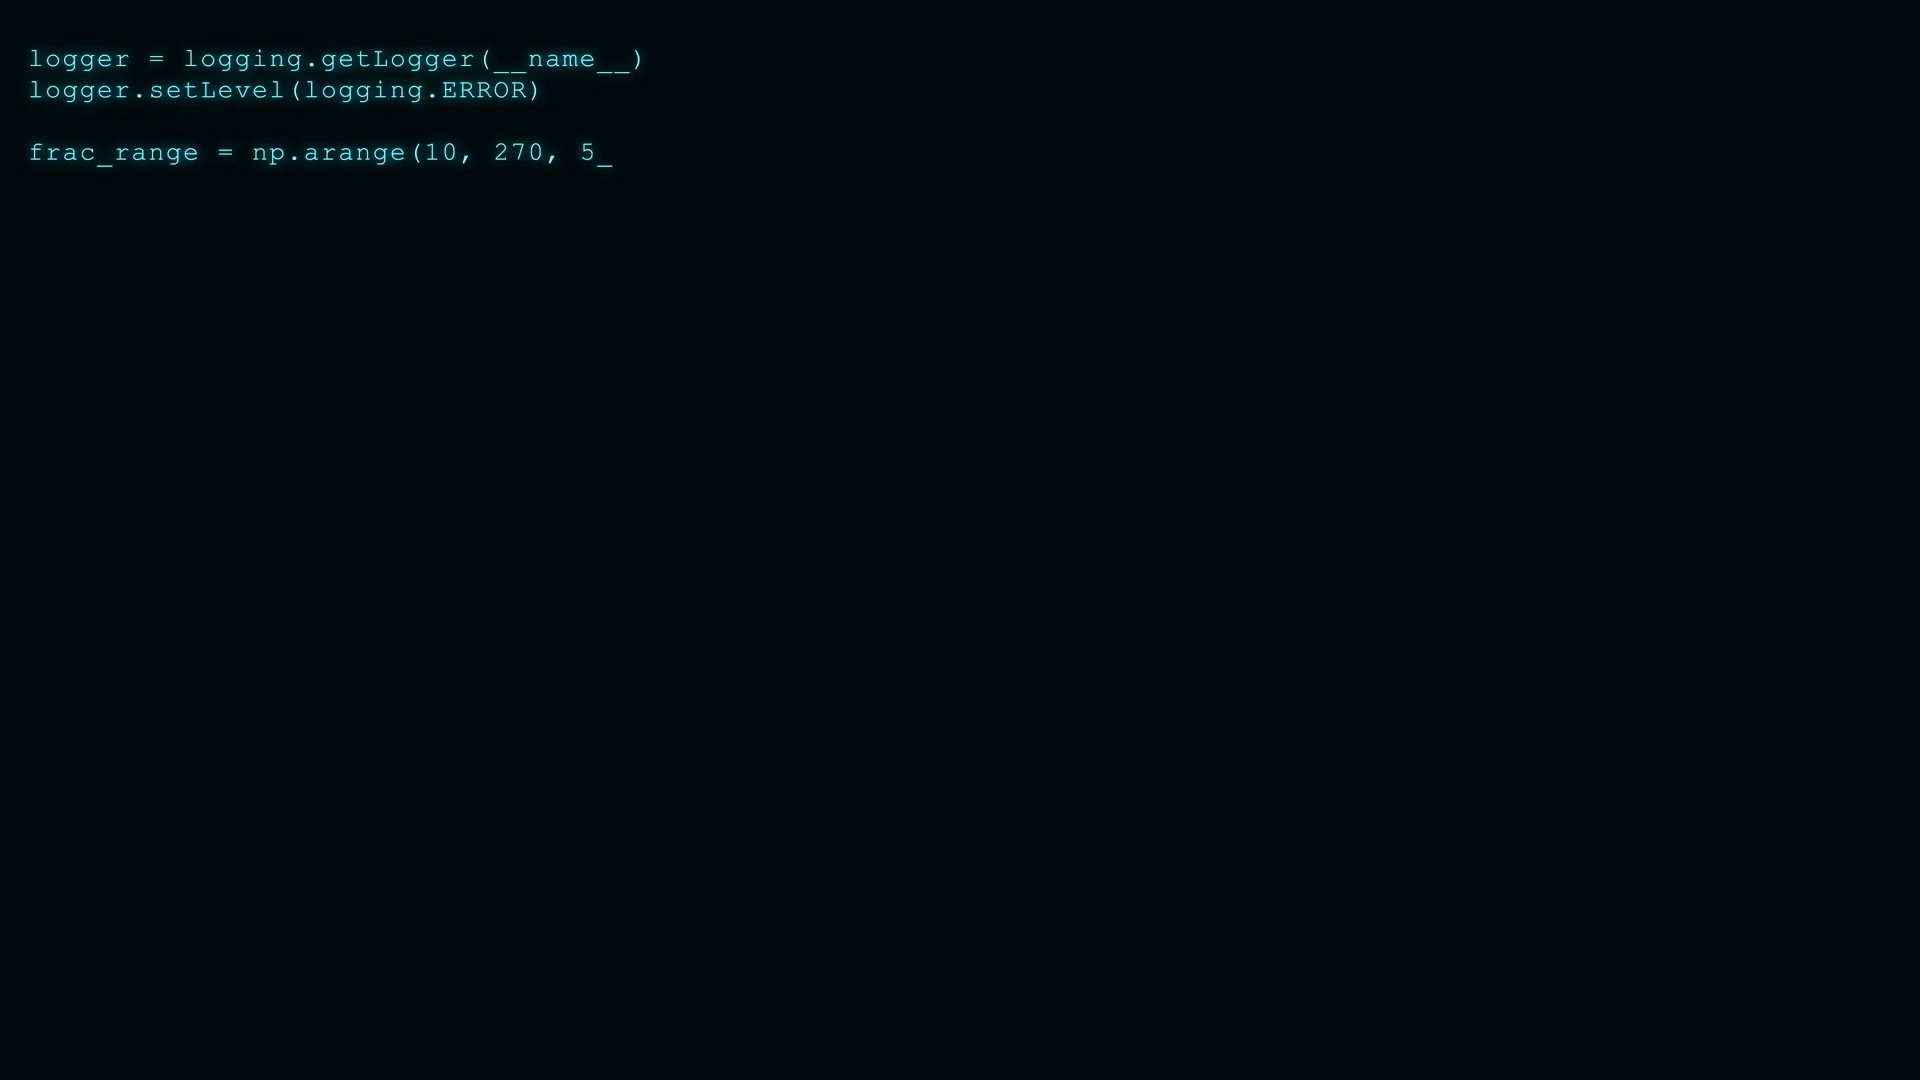 logger = logging.getLogger(__name__)
logger.setLevel(logging.ERROR)
frac_range = np.arange(10, 270, 5_